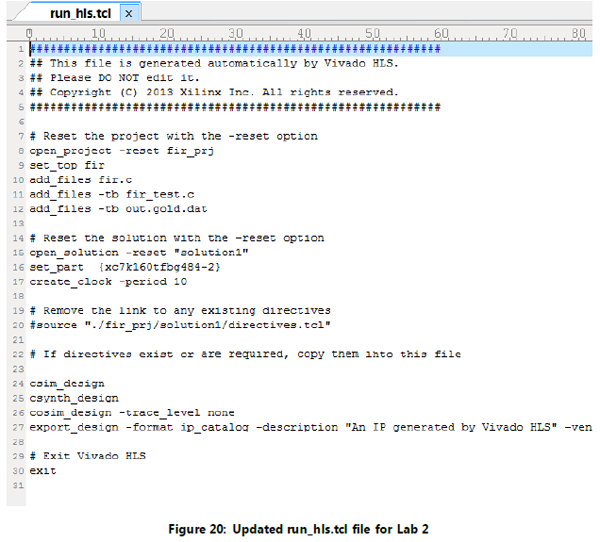 run_hls.tcl x
0 10 20 30 40 50 60 70 80
1 ############################################################
2 ## This file is generated automatically by Vivado HLS.
3 ## Please DO NOT edit it.
4 ## Copyright (C) 2013 Xilinx Inc. All rights reserved.
5 ############################################################
6
7 # Reset the project with the -reset option
8 open_project -reset fir_prj
9 set_top fir
10 add_files fir.c
11 add_files -tb fir_test.c
12 add_files -tb out.gold.dat
13
14 # Reset the solution with the -reset option
15 open_solution -reset "solution1"
16 set_part  {xc7k160tfbg484-2}
17 create_clock -period 10
18
19 # Remove the link to any existing directives
20 #source "./fir_prj/solution1/directives.tcl"
21
22 # If directives exist or are required, copy them into this file
23
24 csim_design
25 csynth_design
26 cosim_design -trace_level none
27 export_design -format ip_catalog -description "An IP generated by Vivado HLS" -ven
28
29 # Exit Vivado HLS
30 exit
31
Figure 20: Updated run_hls.tcl file for Lab 2